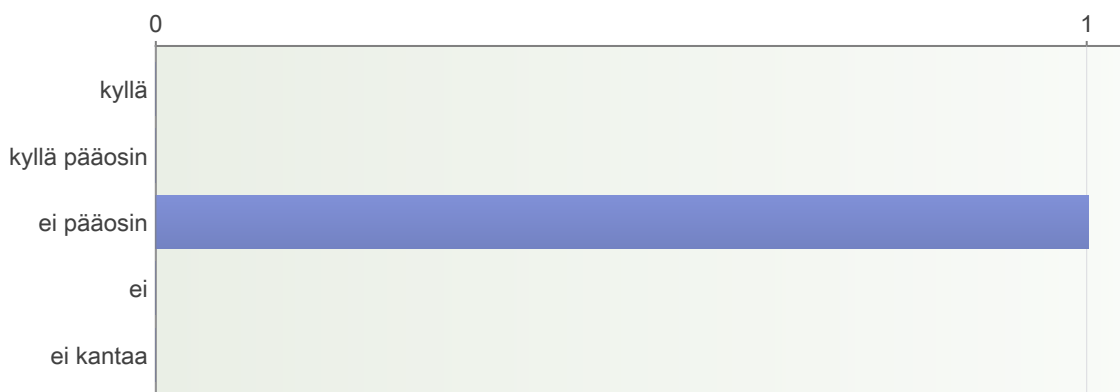 0 1
kyllä
kyllä pääosin
ei pääosin
ei
ei kantaa